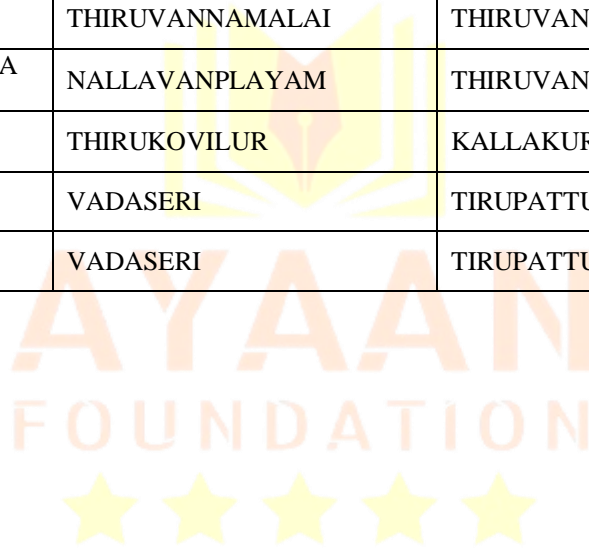 THIRUVANNAMALAI THIRUVAN
A NALLAVANPLAYAM THIRUVAN
THIRUKOVILUR KALLAKUR
VADASERI TIRUPATTU
VADASERI TIRUPATTU
AYAAN
FOUNDATION